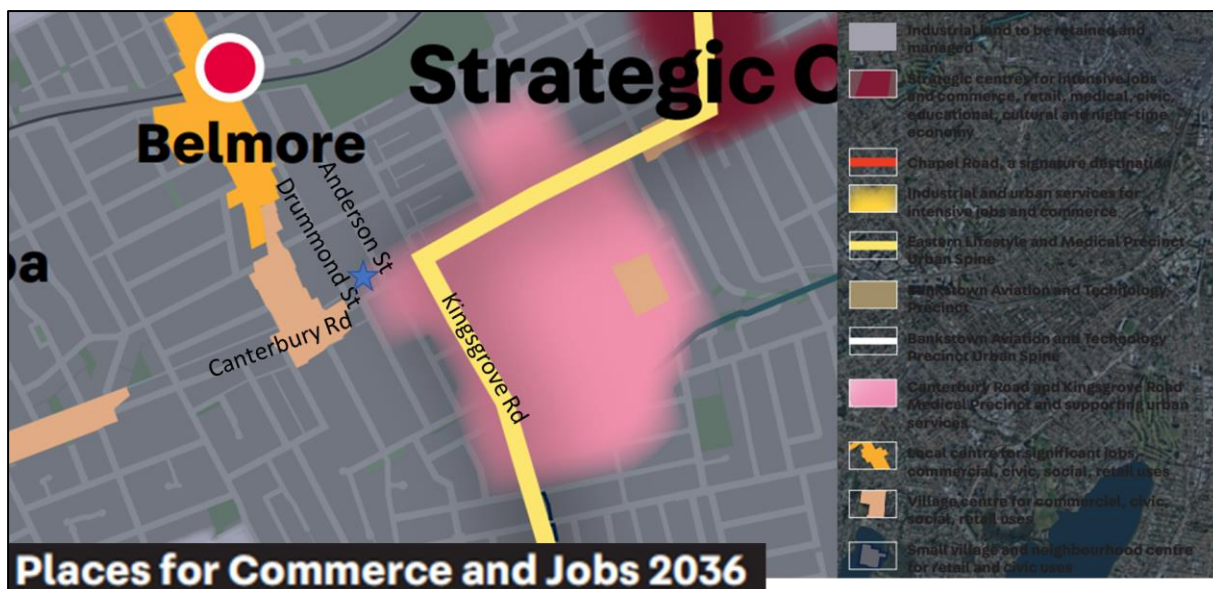 Strategic C
Belmore
pa
Anderson St
Drummond St
Canterbury Rd
Kingsgrove Rd
Places for Commerce and Jobs 2036
Industrial land to be retained and
managed
Strategic centres for intensive jobs
and commerce, retail, medical, civic,
educational, cultural and night-time
economy
Chapel Road, a signature destination
Industrial and urban services for
intensive jobs and commerce
Eastern Lifestyle and Medical Precinct
Urban Spine
Bankstown Aviation and Technology
Precinct
Bankstown Aviation and Technology
Precinct Urban Spine
Canterbury Road and Kingsgrove Road
Medical Precinct and supporting urban
services
Local centre for significant jobs,
commercial, civic, social, retail uses
Village centre for commercial, civic,
social, retail uses
Small village and neighbourhood centre
for retail and civic uses